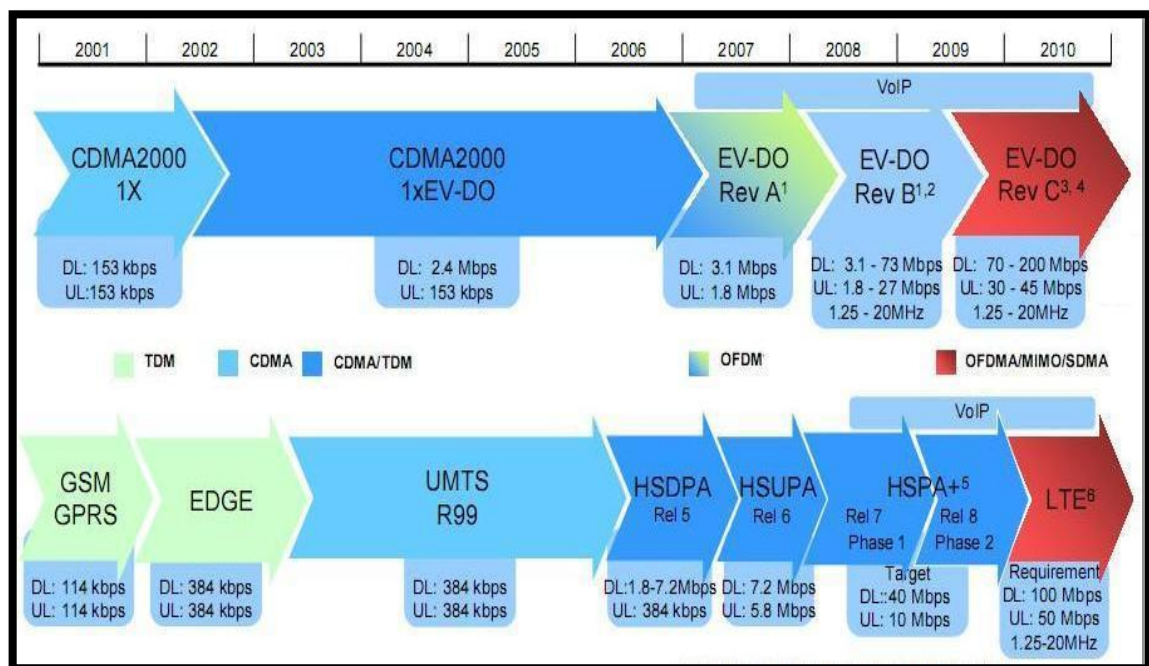 2001 2002 2003 2004 2005 2006 2007 2008 2009 2010
VoIP
CDMA2000
1X
CDMA2000
1xEV-DO
EV-DO
Rev A¹
EV-DO
Rev B¹,²
EV-DO
Rev C³, ⁴
DL: 153 kbps
UL:153 kbps
DL: 2.4 Mbps
UL: 153 kbps
DL: 3.1 Mbps
UL: 1.8 Mbps
DL: 3.1 - 73 Mbps
UL: 1.8 - 27 Mbps
1.25 - 20MHz
DL: 70 - 200 Mbps
UL: 30 - 45 Mbps
1.25 - 20MHz
TDM CDMA CDMA/TDM OFDM OFDMA/MIMO/SDMA
VoIP
GSM
GPRS
EDGE
UMTS
R99
HSDPA
Rel 5
HSUPA
Rel 6
HSPA+⁵
Rel 7
Phase 1
Rel 8
Phase 2
LTE⁶
DL: 114 kbps
UL: 114 kbps
DL: 384 kbps
UL: 384 kbps
DL: 384 kbps
UL: 384 kbps
DL:1.8-7.2Mbps
UL: 384 kbps
DL: 7.2 Mbps
UL: 5.8 Mbps
Target
DL::40 Mbps
UL: 10 Mbps
Requirement
DL: 100 Mbps
UL: 50 Mbps
1.25-20MHz